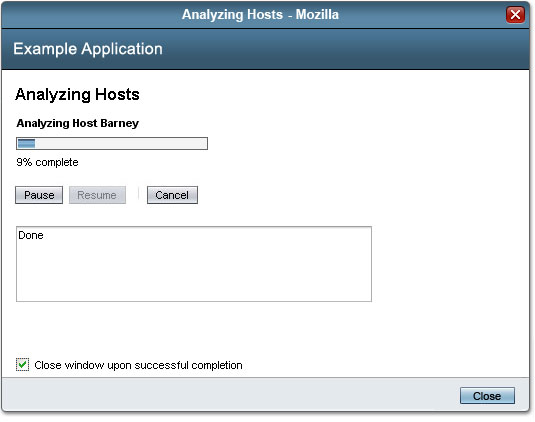 Analyzing Hosts - Mozilla
Example Application
Analyzing Hosts
Analyzing Host Barney
9% complete
Pause Resume Cancel
Done
Close window upon successful completion
Close